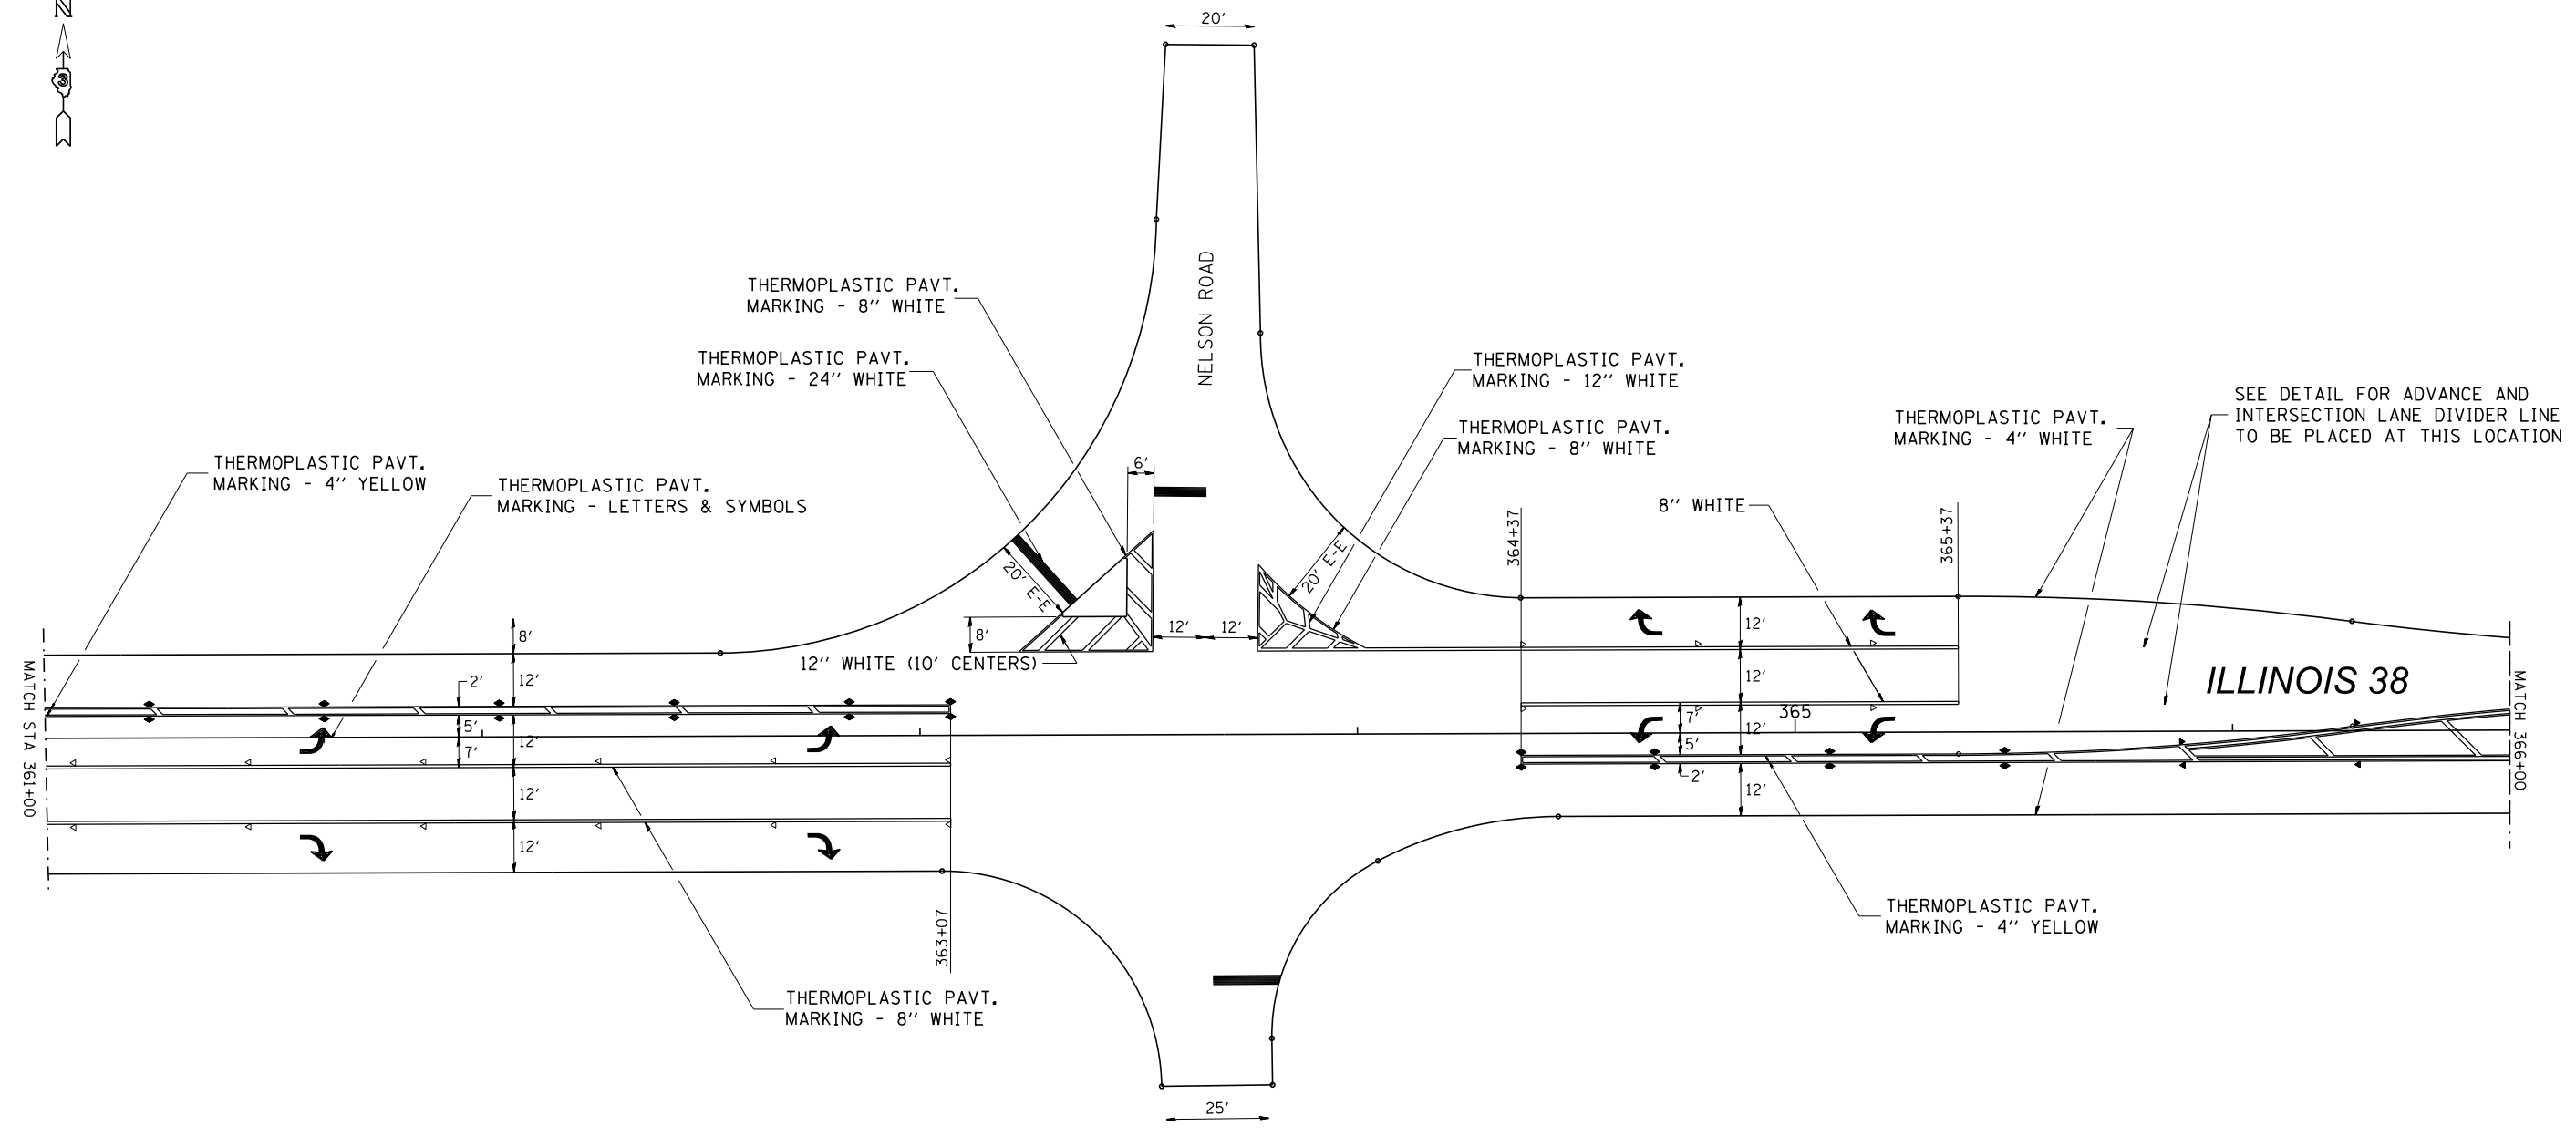 N
3
20'
NELSON ROAD
THERMOPLASTIC PAVT.
MARKING - 8" WHITE
THERMOPLASTIC PAVT.
MARKING - 24" WHITE
THERMOPLASTIC PAVT.
MARKING - 12" WHITE
THERMOPLASTIC PAVT.
MARKING - 8" WHITE
THERMOPLASTIC PAVT.
MARKING - 4" WHITE
SEE DETAIL FOR ADVANCE AND
INTERSECTION LANE DIVIDER LINE
TO BE PLACED AT THIS LOCATION
THERMOPLASTIC PAVT.
MARKING - 4" YELLOW
THERMOPLASTIC PAVT.
MARKING - LETTERS & SYMBOLS
6'
8" WHITE
364+37
365+37
20' E-E
20' E-E
8'
8'
12'
12'
12'
12" WHITE (10' CENTERS)
MATCH STA 361+00
2'
12'
5'
12'
7'
12'
12'
12'
7'
365
12'
5'
2'
12'
ILLINOIS 38
MATCH 366+00
363+07
THERMOPLASTIC PAVT.
MARKING - 4" YELLOW
THERMOPLASTIC PAVT.
MARKING - 8" WHITE
25'